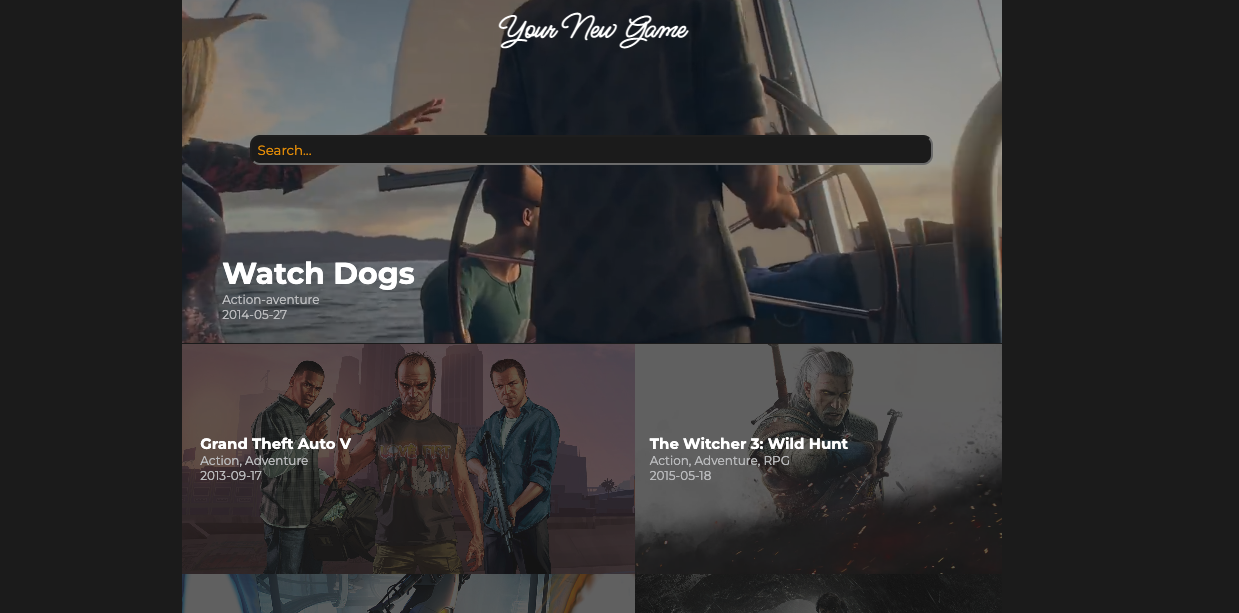 Your New Game
Search...
Watch Dogs
Action-aventure
2014-05-27
Grand Theft Auto V
Action, Adventure
2013-09-17
The Witcher 3: Wild Hunt
Action, Adventure, RPG
2015-05-18